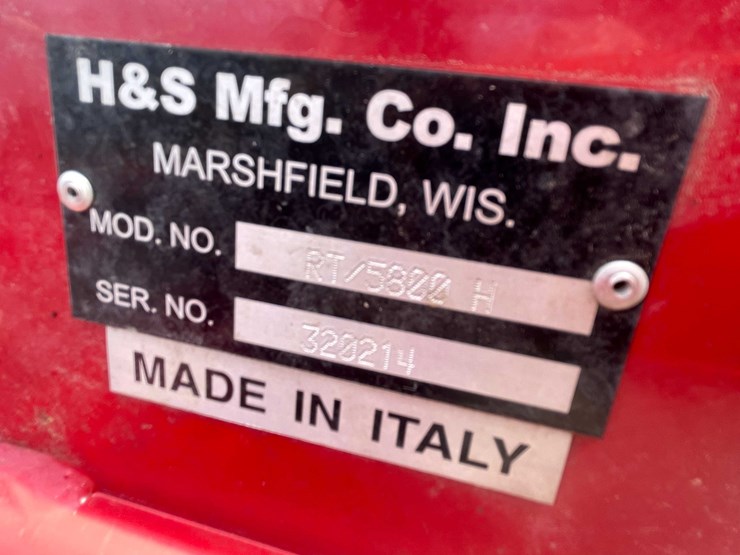 H&S Mfg. Co. Inc.
MARSHFIELD, WIS.
MOD. NO. RT/5800 H
SER. NO. 320214
MADE IN ITALY